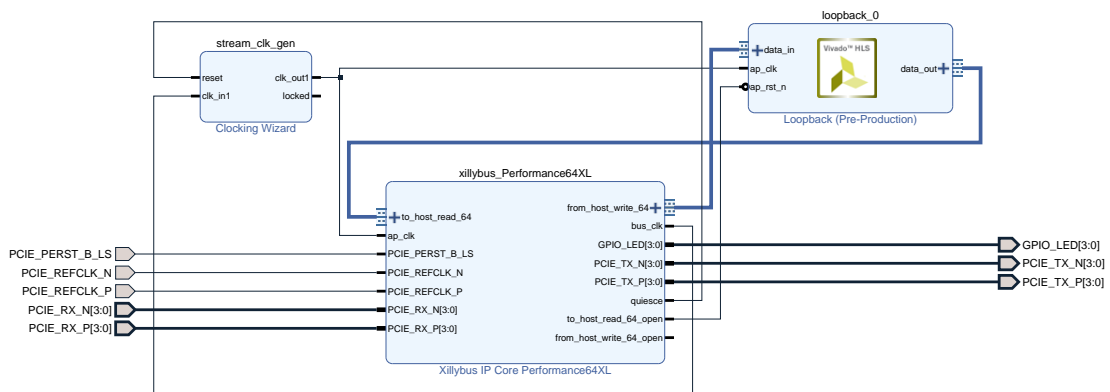 loopback_0
stream_clk_gen
data_in
Vivado™ HLS
reset
clk_out1
ap_clk
data_out
clk_in1
locked
ap_rst_n
Loopback (Pre-Production)
Clocking Wizard
xillybus_Performance64XL
to_host_read_64
from_host_write_64
ap_clk
bus_clk
PCIE_PERST_B_LS
PCIE_PERST_B_LS
GPIO_LED[3:0]
GPIO_LED[3:0]
PCIE_REFCLK_N
PCIE_REFCLK_N
PCIE_TX_N[3:0]
PCIE_TX_N[3:0]
PCIE_REFCLK_P
PCIE_REFCLK_P
PCIE_TX_P[3:0]
PCIE_TX_P[3:0]
PCIE_RX_N[3:0]
PCIE_RX_N[3:0]
quiesce
PCIE_RX_P[3:0]
PCIE_RX_P[3:0]
to_host_read_64_open
from_host_write_64_open
Xillybus IP Core Performance64XL